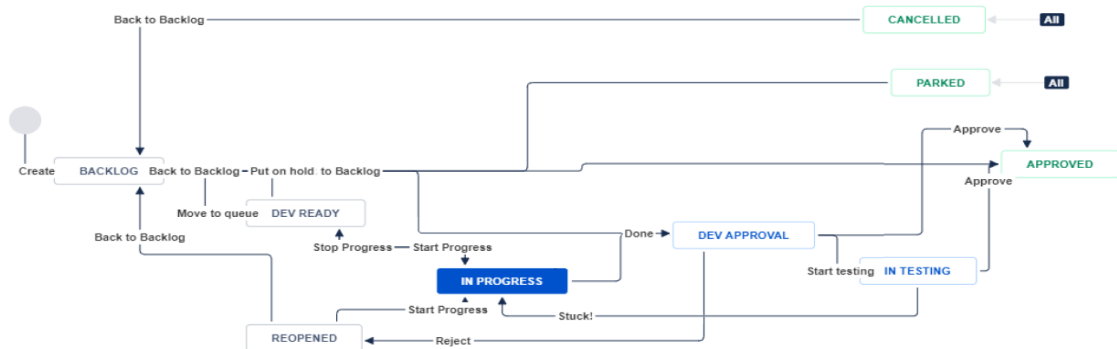 Back to Backlog
CANCELLED
All
PARKED
All
Approve
Create
BACKLOG
Back to Backlog
Put on hold
to Backlog
APPROVED
Approve
Move to queue
DEV READY
Back to Backlog
Stop Progress
Start Progress
Done
DEV APPROVAL
Start testing
IN TESTING
IN PROGRESS
Start Progress
Stuck!
REOPENED
Reject